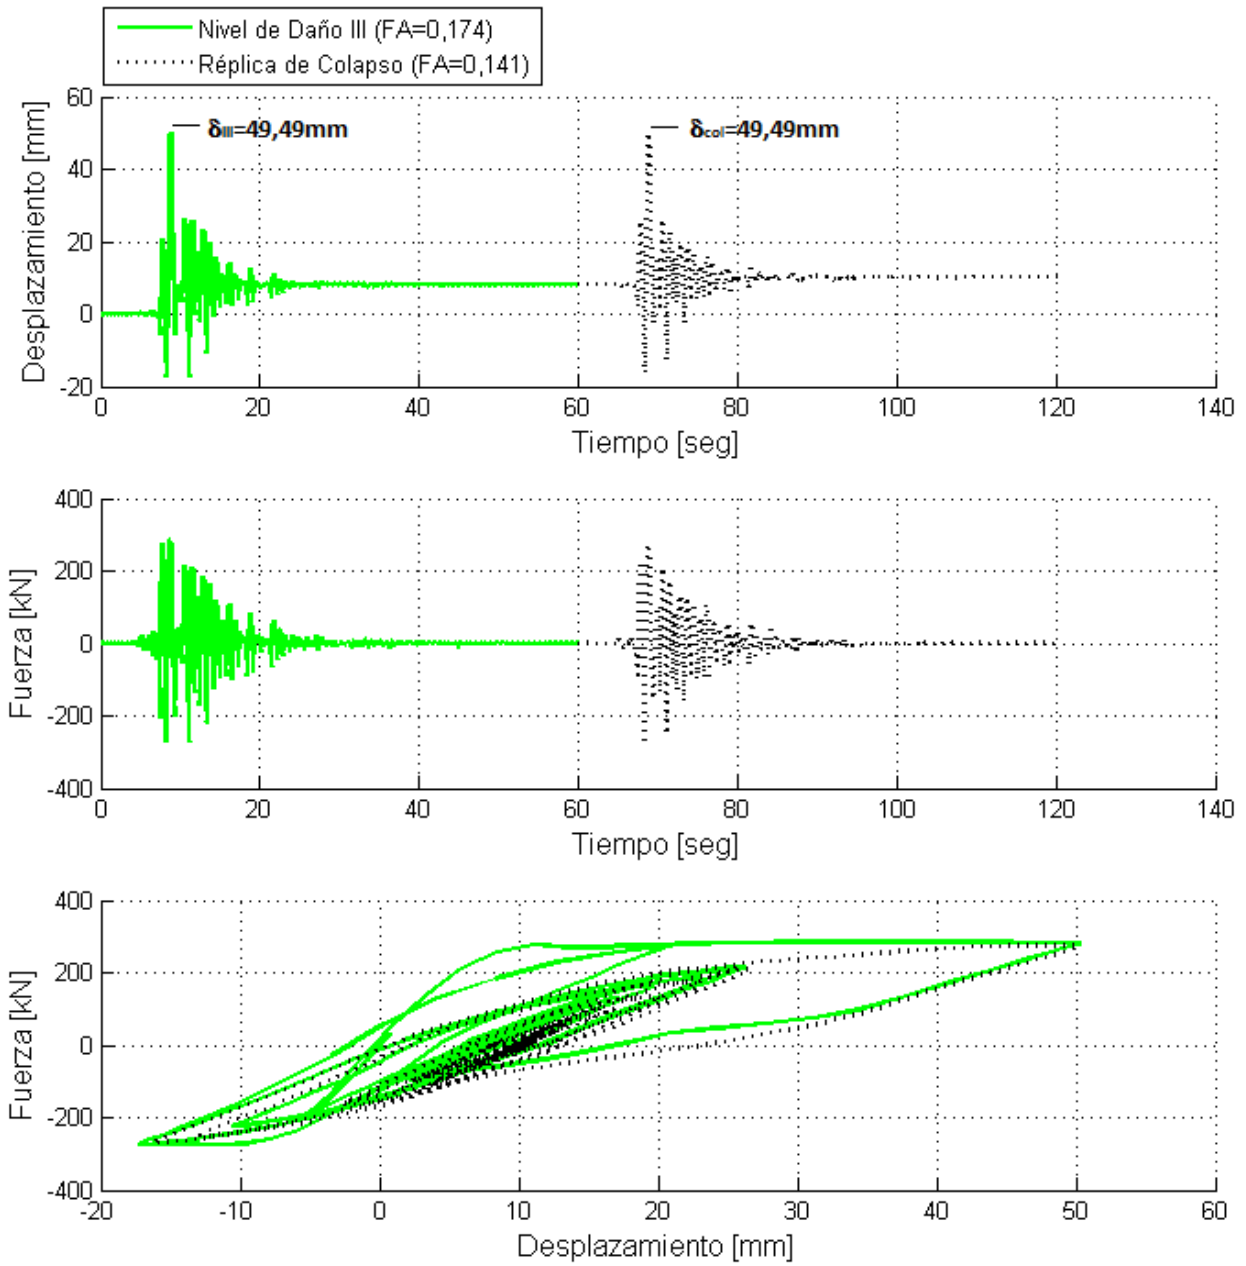 Nivel de Daño III (FA=0,174)
Réplica de Colapso (FA=0,141)
60
40
20
0
-20
Desplazamiento [mm]
δIII=49,49mm
δcol=49,49mm
0 20 40 60 80 100 120 140
Tiempo [seg]
400
200
0
-200
-400
Fuerza [kN]
0 20 40 60 80 100 120 140
Tiempo [seg]
400
200
0
-200
-400
Fuerza [kN]
-20 -10 0 10 20 30 40 50 60
Desplazamiento [mm]